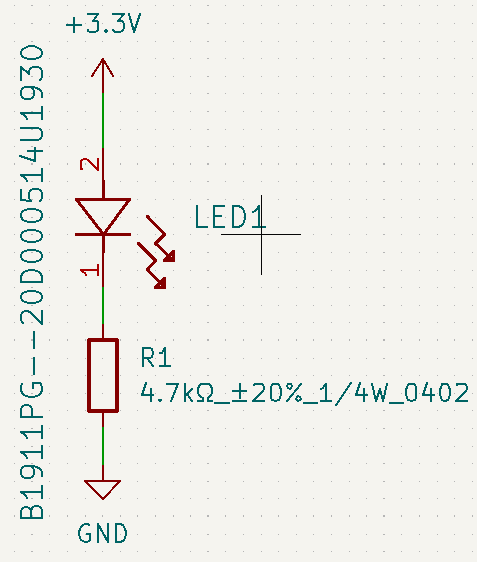 +3.3V
B1911PG--20D000514U1930
2
LED1
1
R1
4.7kΩ_±20%_1/4W_0402
GND